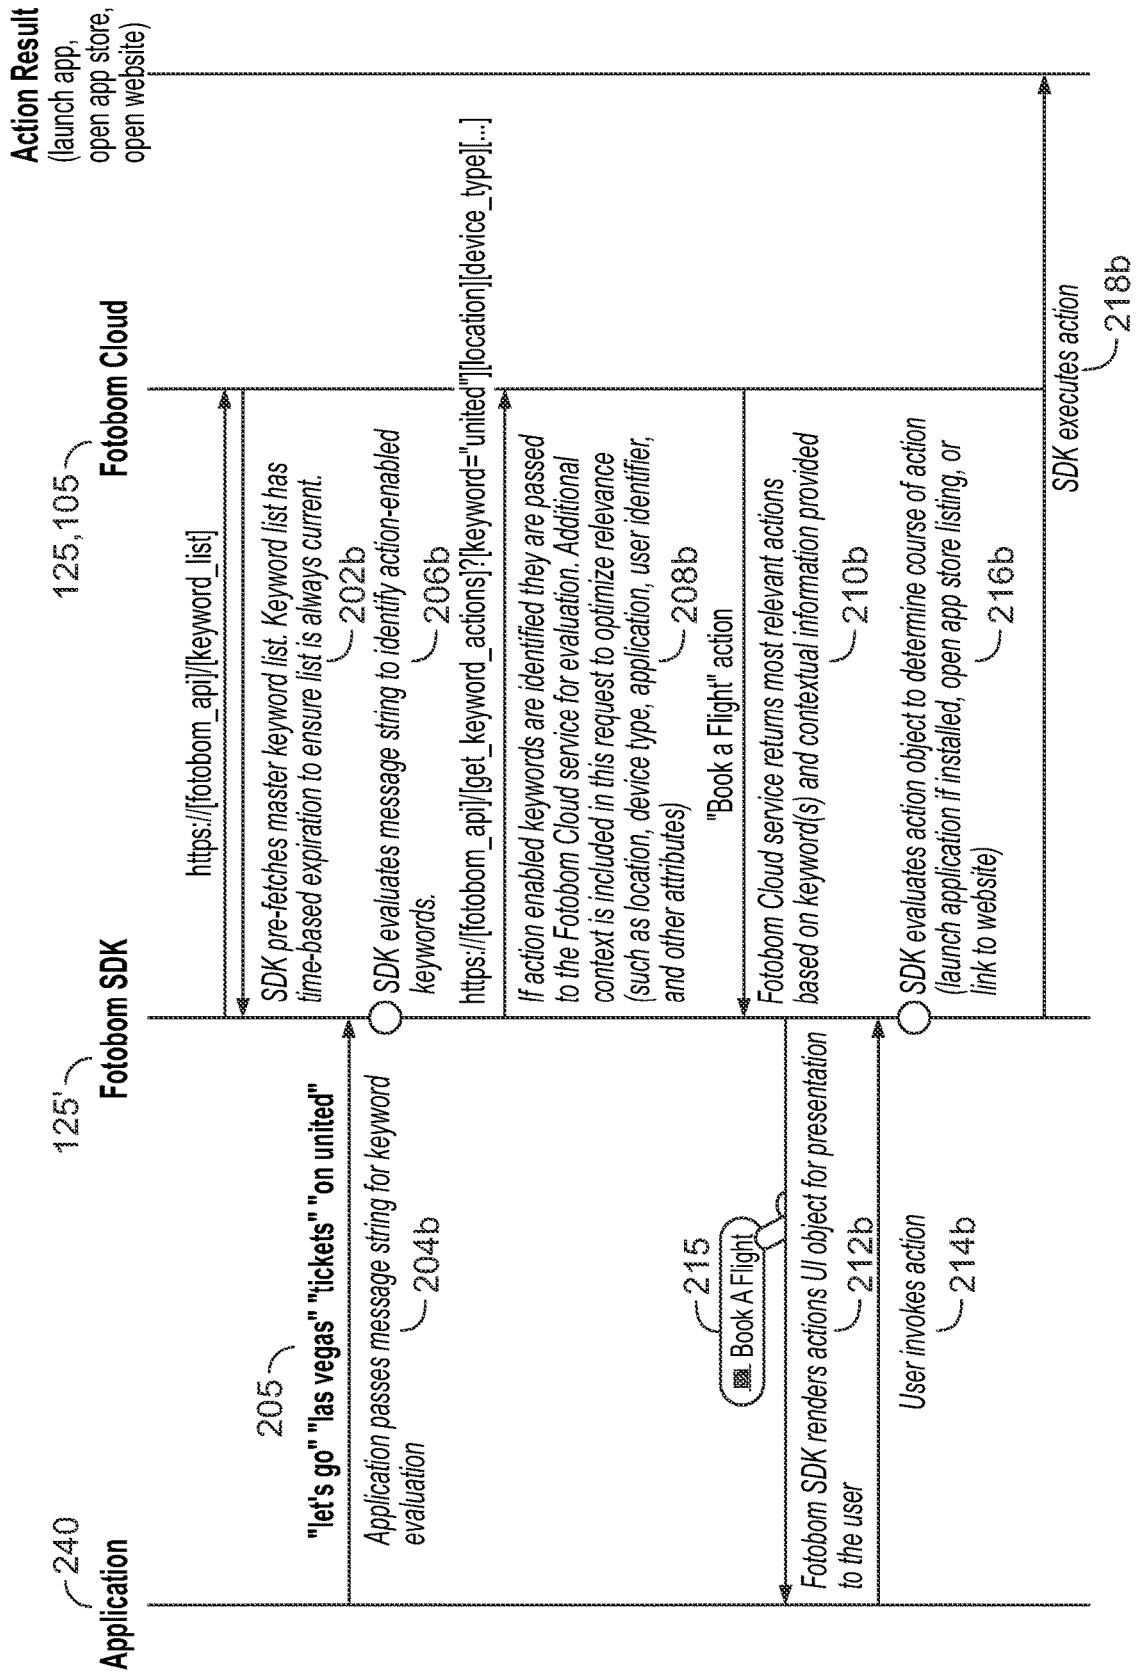 240
Application
125'
Fotobom SDK
125,105
Fotobom Cloud
Action Result
(launch app,
open app store,
open website)
https://[fotobom_api]/[keyword_list]
SDK pre-fetches master keyword list. Keyword list has
time-based expiration to ensure list is always current.
202b
205
"let's go" "las vegas" "tickets" "on united"
Application passes message string for keyword
evaluation
204b
SDK evaluates message string to identify action-enabled
keywords.
206b
https://[fotobom_api]/[get_keyword_actions]?[keyword="united"][location][device_type][...]
If action enabled keywords are identified they are passed
to the Fotobom Cloud service for evaluation. Additional
context is included in this request to optimize relevance
(such as location, device type, application, user identifier,
and other attributes)
208b
"Book a Flight" action
Fotobom Cloud service returns most relevant actions
based on keyword(s) and contextual information provided
210b
215
Book A Flight
Fotobom SDK renders actions UI object for presentation
to the user
212b
User invokes action
214b
SDK evaluates action object to determine course of action
(launch application if installed, open app store listing, or
link to website)
216b
SDK executes action
218b